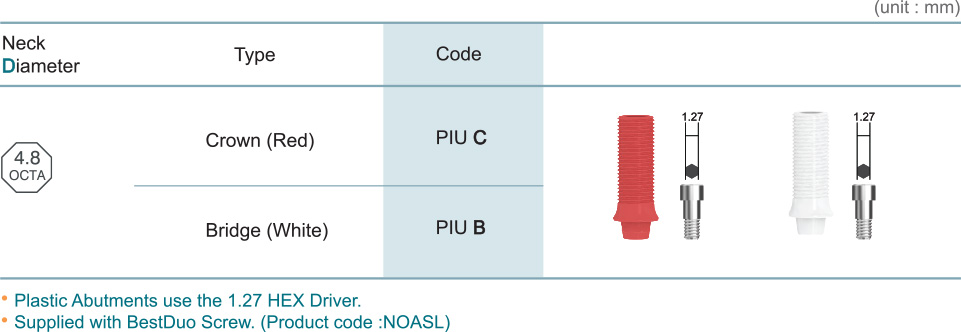 (unit : mm)
Neck
Diameter
Type
Code
4.8
OCTA
Crown (Red)
PIU C
1.27
1.27
Bridge (White)
PIU B
• Plastic Abutments use the 1.27 HEX Driver.
• Supplied with BestDuo Screw. (Product code :NOASL)